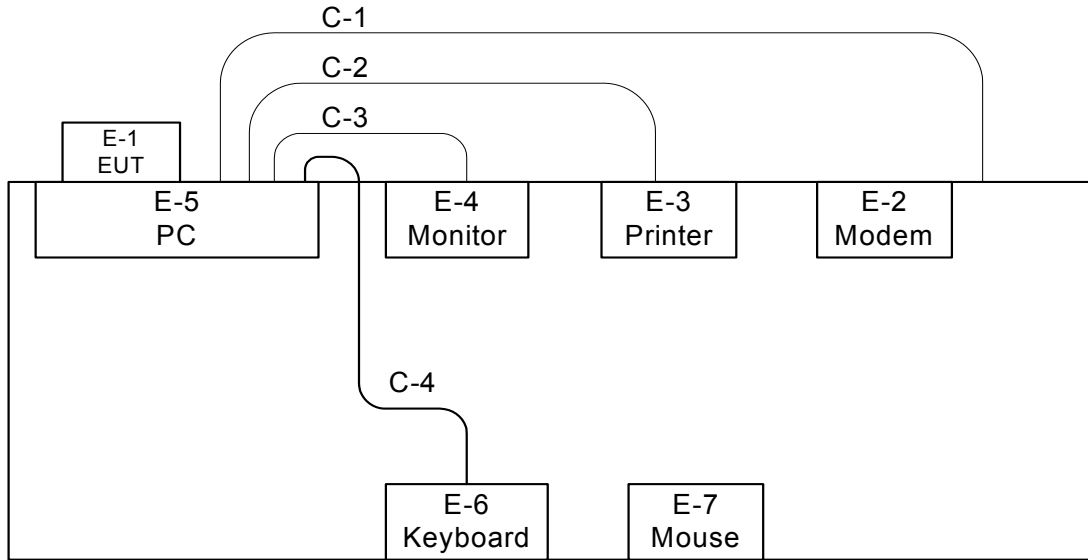 C-1
C-2
C-3
E-1
EUT
E-5
PC
E-4
Monitor
E-3
Printer
E-2
Modem
C-4
E-6
Keyboard
E-7
Mouse